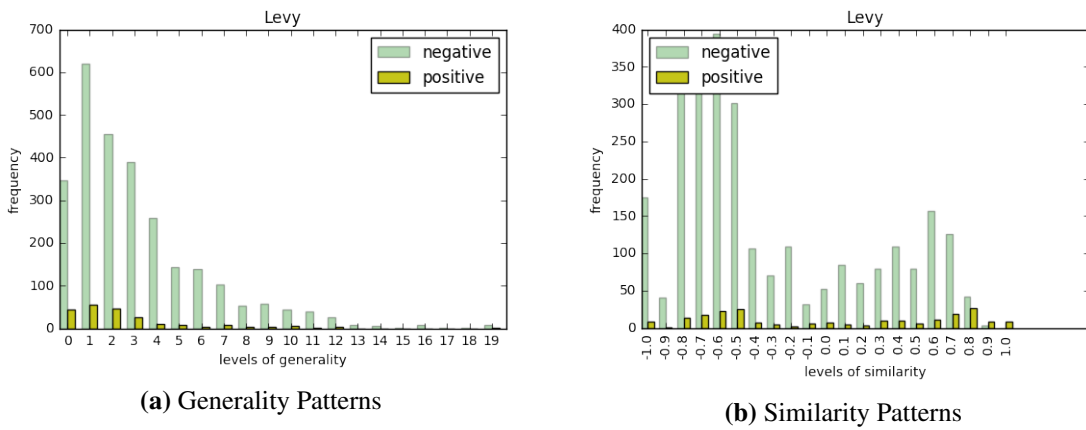 Levy
700
600
500
400
300
200
100
0
frequency
negative
positive
0 1 2 3 4 5 6 7 8 9 10 11 12 13 14 15 16 17 18 19
levels of generality
(a) Generality Patterns
Levy
400
350
300
250
200
150
100
50
0
frequency
negative
positive
-1.0 -0.9 -0.8 -0.7 -0.6 -0.5 -0.4 -0.3 -0.2 -0.1 0.0 0.1 0.2 0.3 0.4 0.5 0.6 0.7 0.8 0.9 1.0
levels of similarity
(b) Similarity Patterns